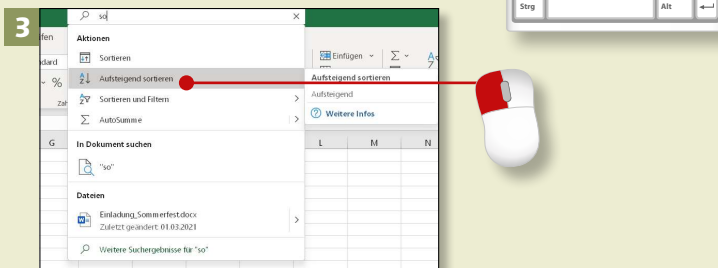 3
so
×
Strg
Alt
Aktionen
Sortieren
Einfügen
Aufsteigend sortieren
Aufsteigend sortieren
Aufsteigend
%
Sortieren und Filtern
Weitere Infos
AutoSumme
G
L
M
N
In Dokument suchen
"so"
Dateien
Einladung_Sommerfest.docx
Zuletzt geändert: 01.03.2021
Weitere Suchergebnisse für "so"